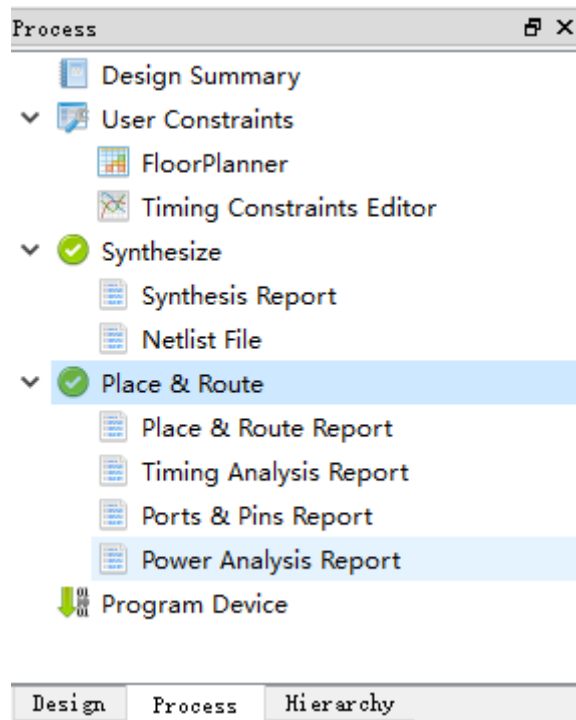 Process
Design Summary
User Constraints
FloorPlanner
Timing Constraints Editor
Synthesize
Synthesis Report
Netlist File
Place & Route
Place & Route Report
Timing Analysis Report
Ports & Pins Report
Power Analysis Report
Program Device
Design Process Hierarchy